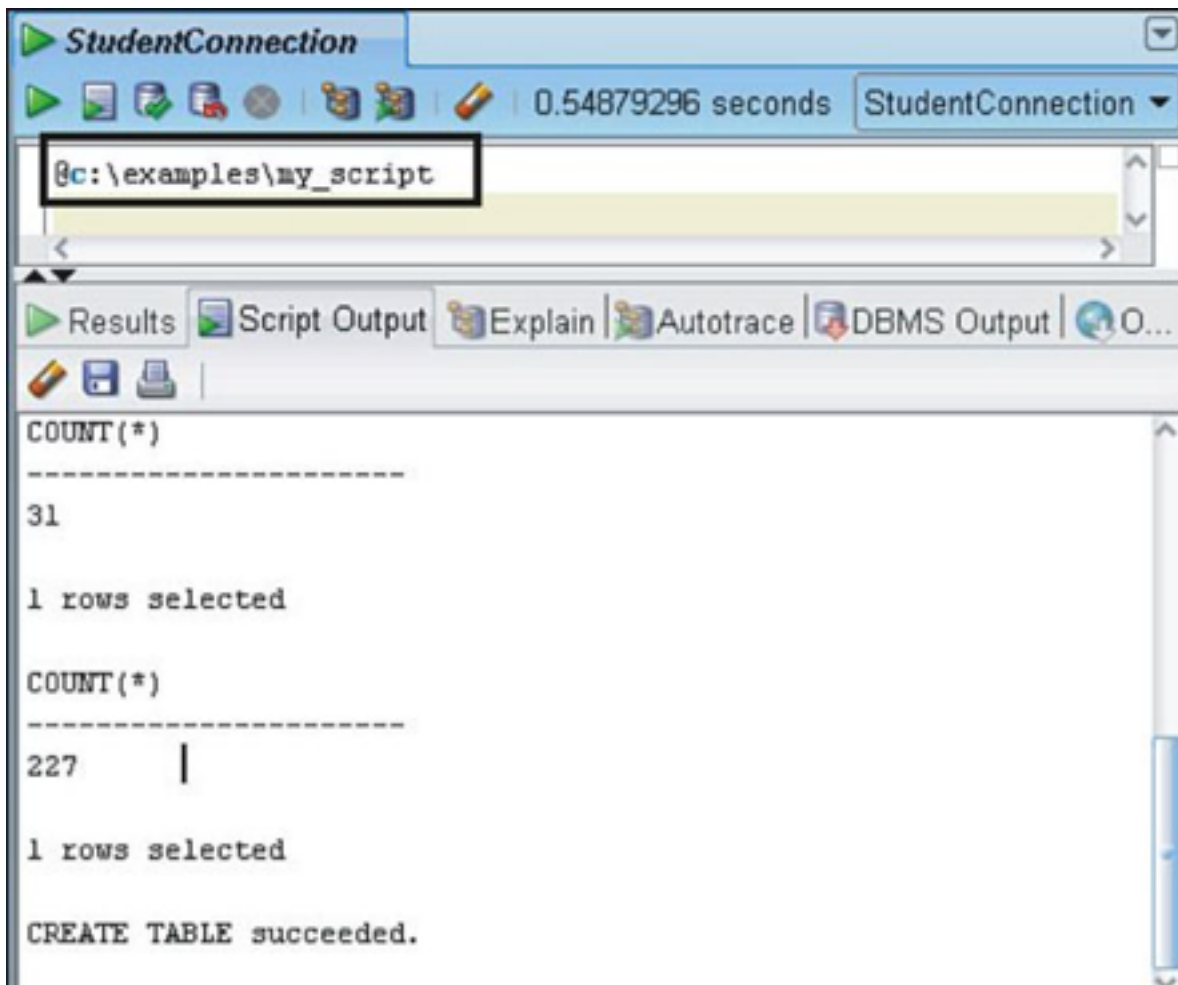 StudentConnection
0.54879296 seconds StudentConnection
@c:\examples\my_script
Results Script Output Explain Autotrace DBMS Output O...
COUNT(*)
----------------------
31
1 rows selected
COUNT(*)
----------------------
227
1 rows selected
CREATE TABLE succeeded.